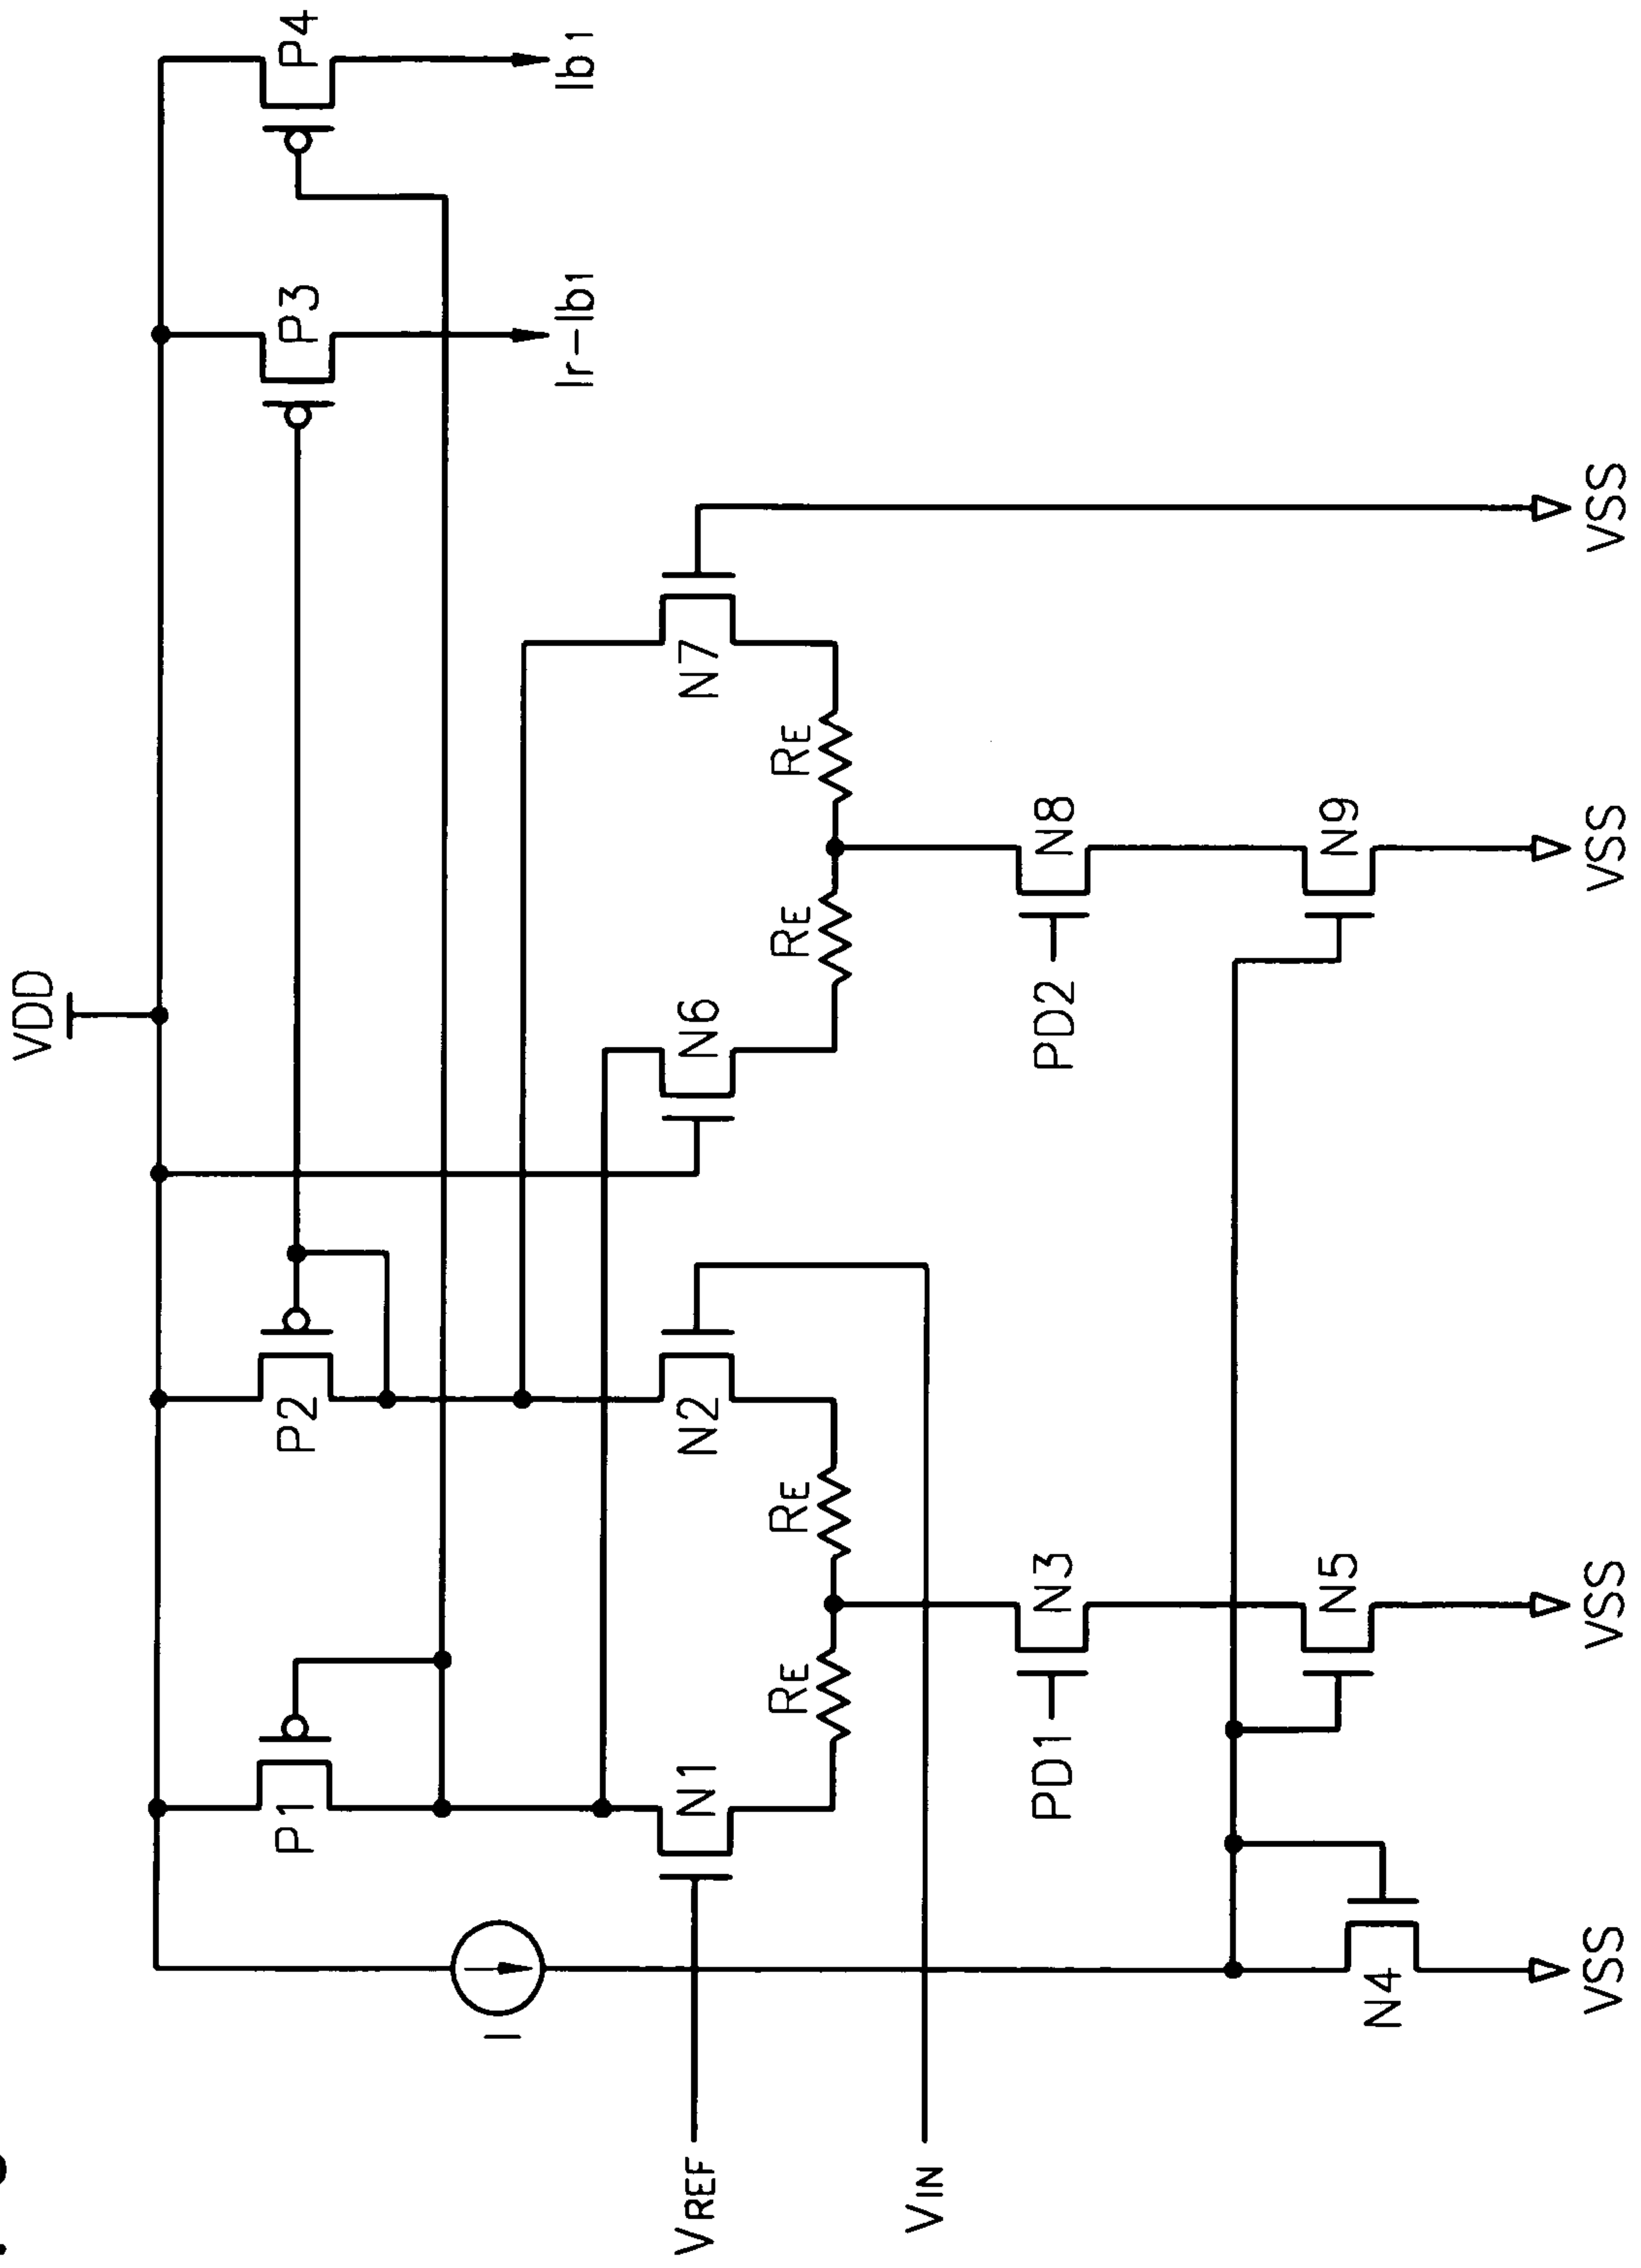 VDD
P1
P2
P3
P4
I
Ir-Ib1
Ib1
VREF
N1
N2
N6
N7
RE
RE
RE
RE
VIN
PD1
N3
PD2
N8
N4
N5
N9
VSS
VSS
VSS
VSS